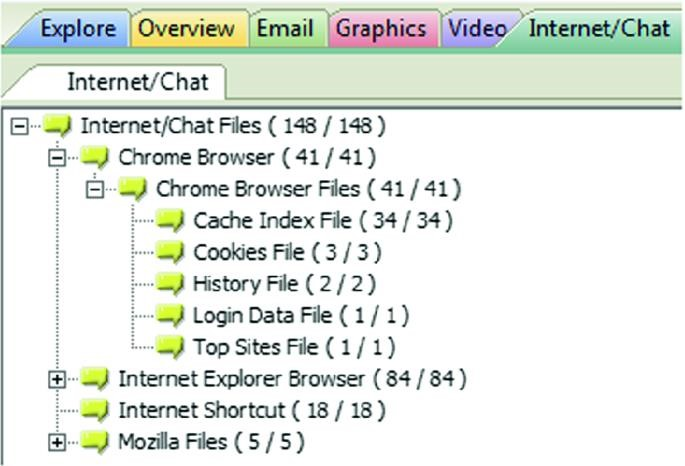 Explore Overview Email Graphics Video Internet/Chat
Internet/Chat
Internet/Chat Files ( 148 / 148 )
Chrome Browser ( 41 / 41 )
Chrome Browser Files ( 41 / 41 )
Cache Index File ( 34 / 34 )
Cookies File ( 3 / 3 )
History File ( 2 / 2 )
Login Data File ( 1 / 1 )
Top Sites File ( 1 / 1 )
Internet Explorer Browser ( 84 / 84 )
Internet Shortcut ( 18 / 18 )
Mozilla Files ( 5 / 5 )